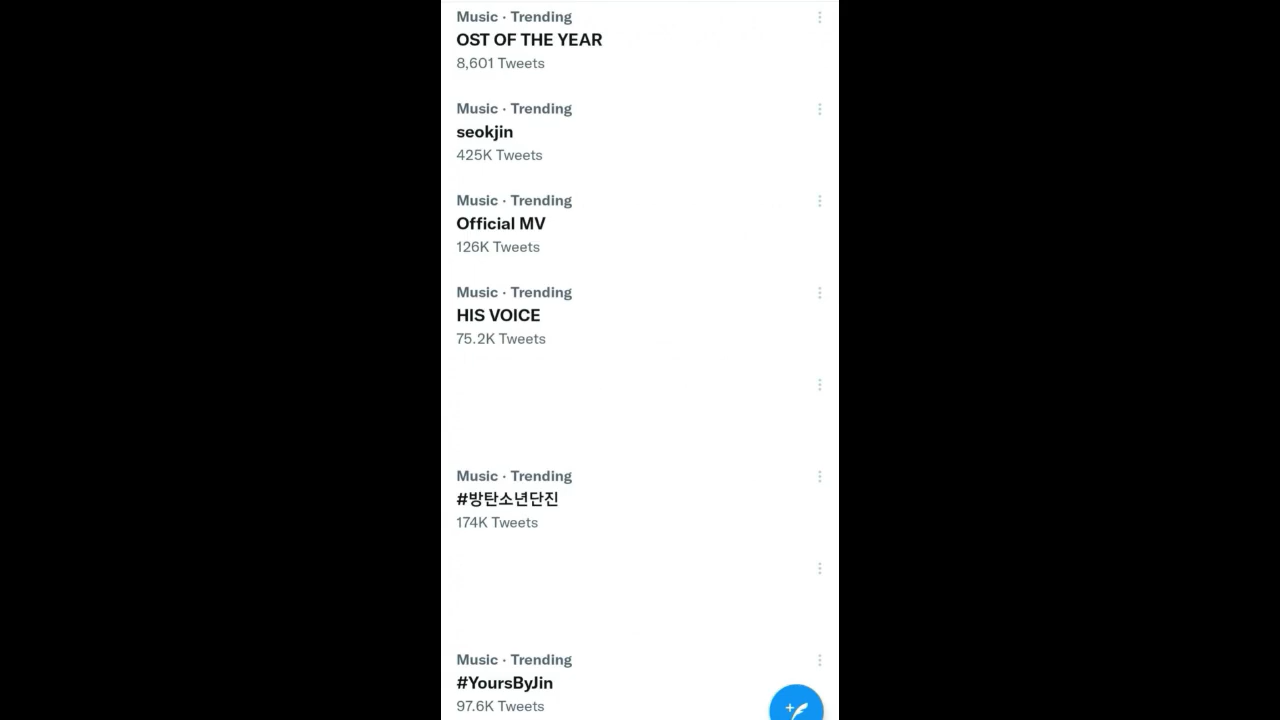 Music · Trending
OST OF THE YEAR
8,601 Tweets
Music · Trending
seokjin
425K Tweets
Music · Trending
Official MV
126K Tweets
Music · Trending
HIS VOICE
75.2K Tweets
Music · Trending
#방탄소년단진
174K Tweets
Music · Trending
#YoursByJin
97.6K Tweets